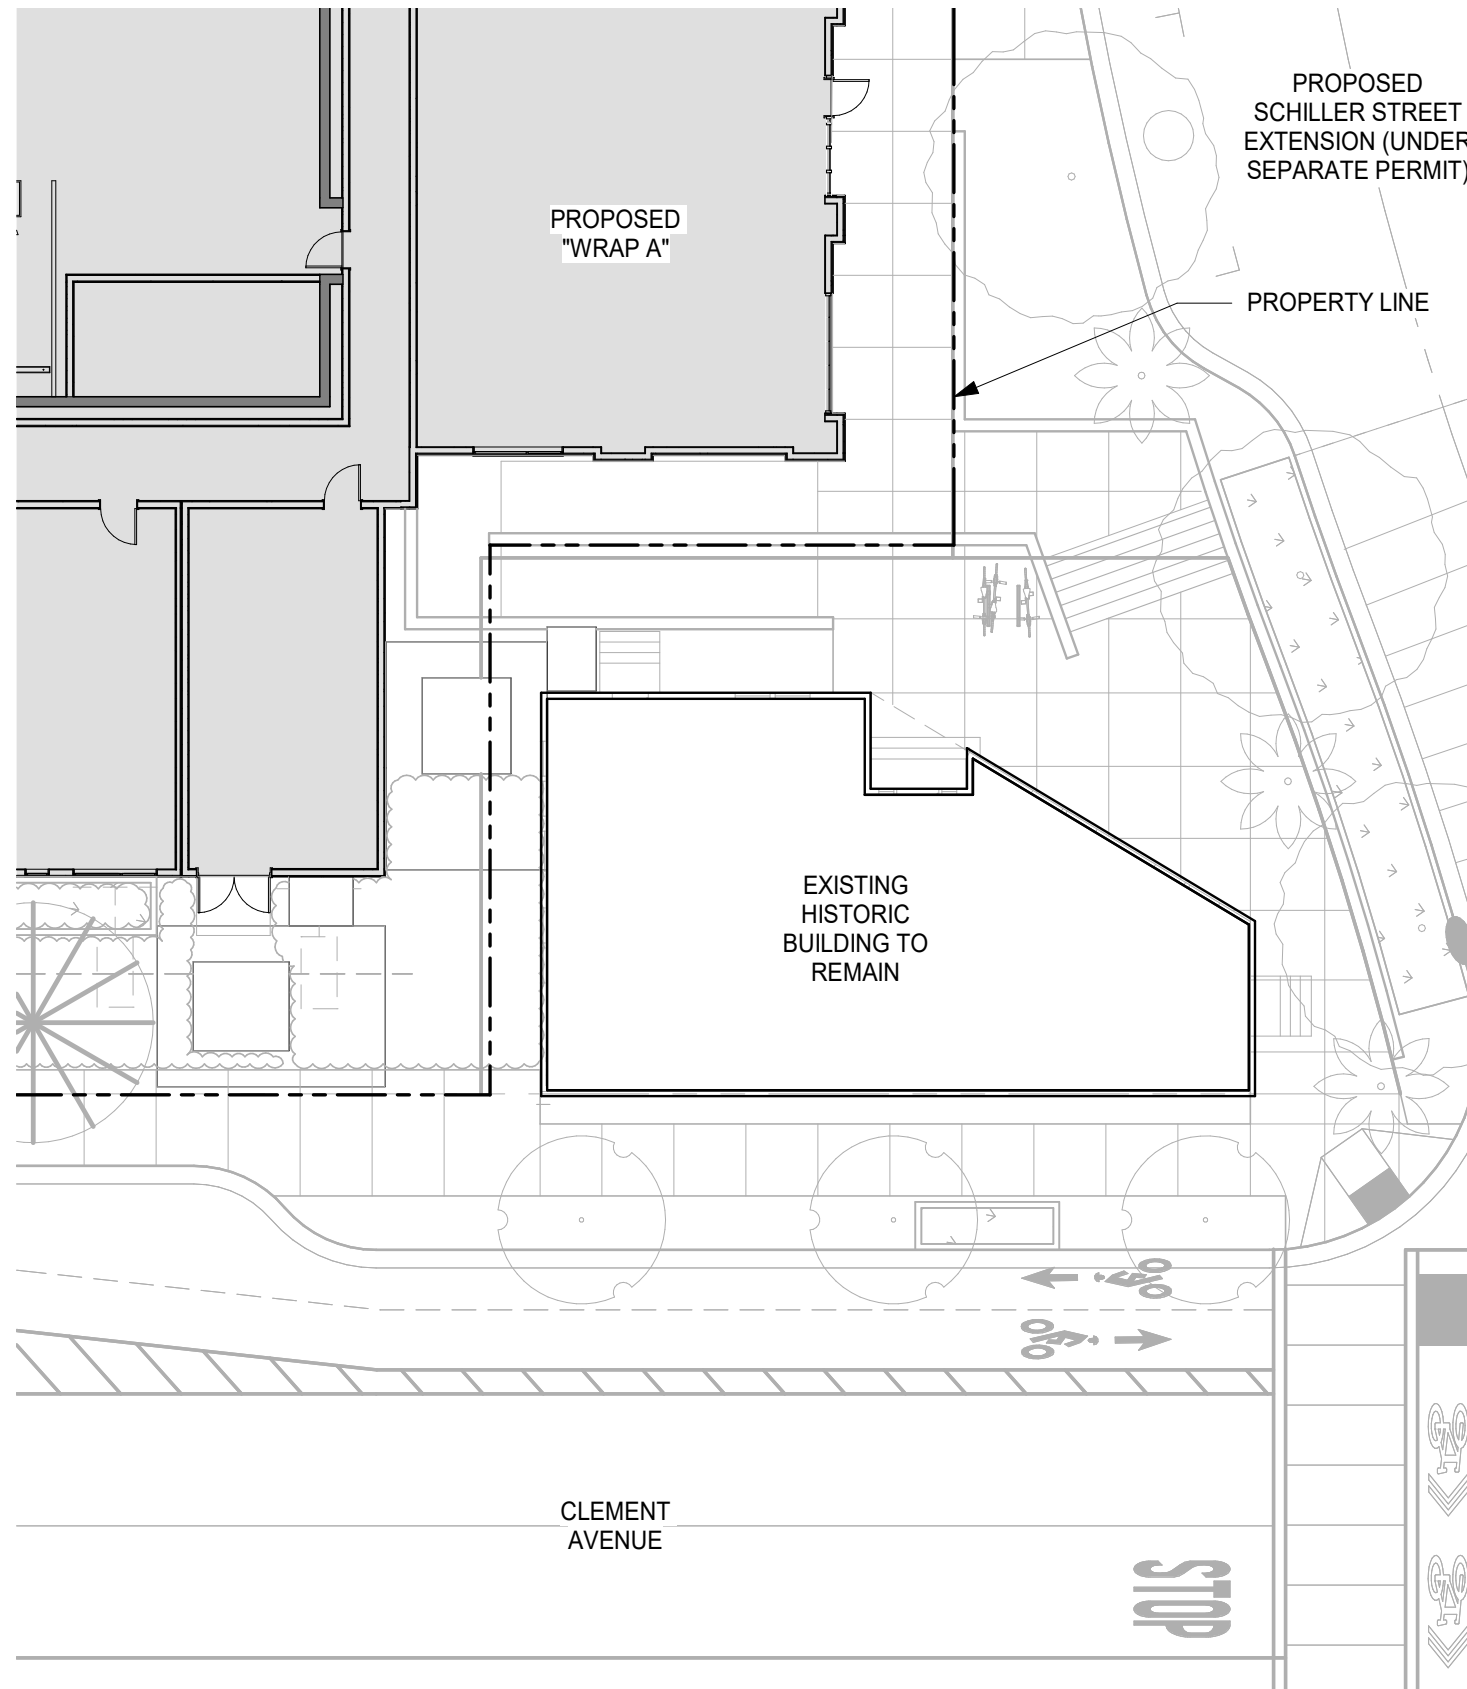 PROPOSED
SCHILLER STREET
EXTENSION (UNDER
SEPARATE PERMIT)
PROPOSED
"WRAP A"
PROPERTY LINE
EXISTING
HISTORIC
BUILDING TO
REMAIN
CLEMENT
AVENUE
STOP